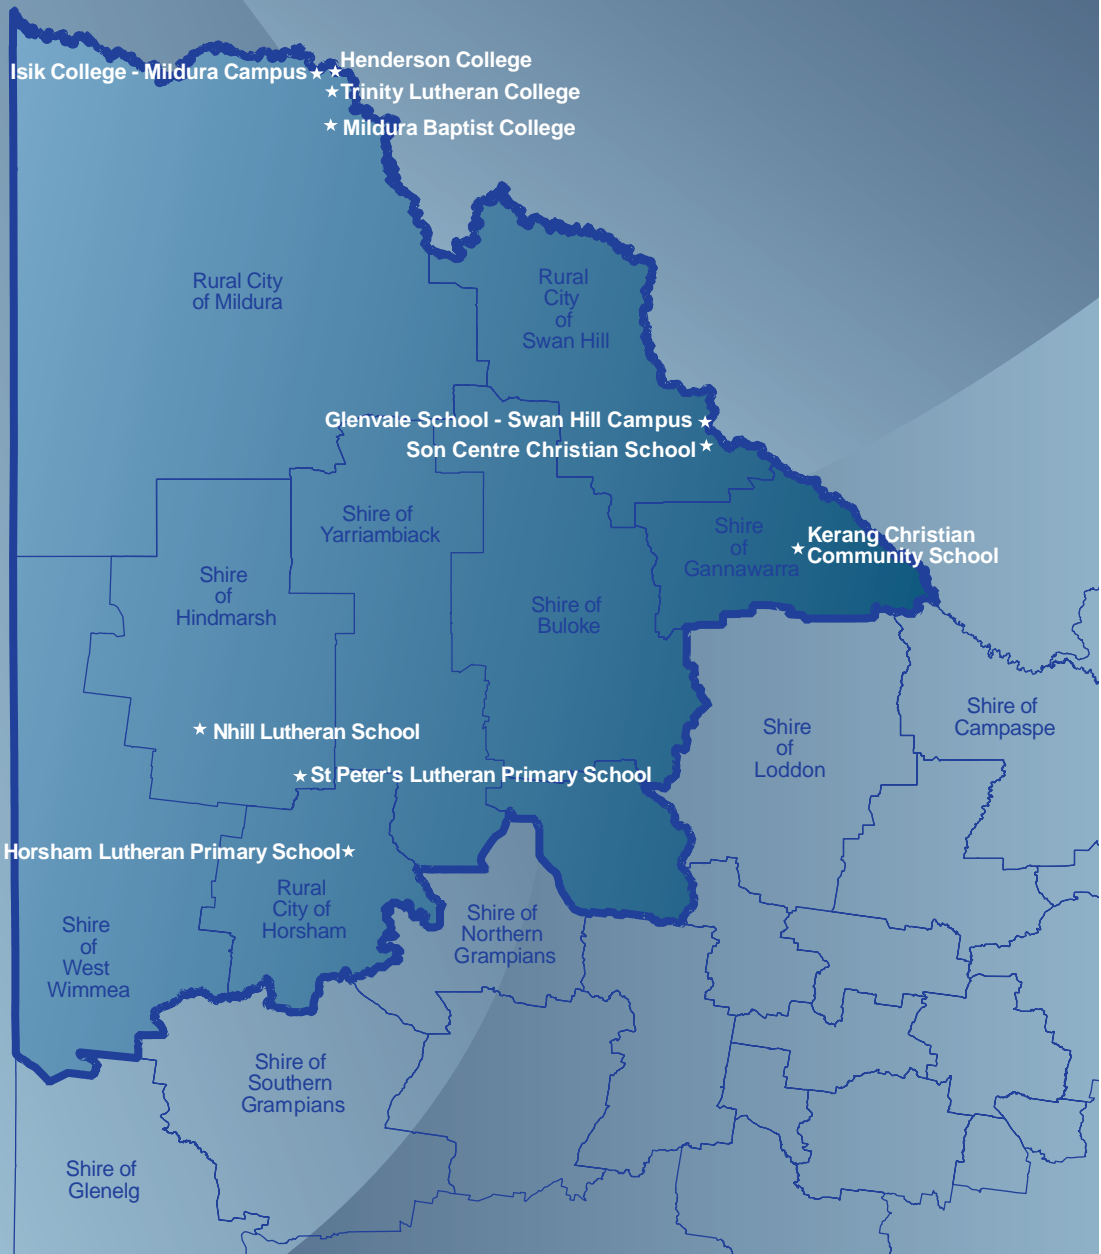 Henderson College
Isik College - Mildura Campus
Trinity Lutheran College
Mildura Baptist College
Rural City
of Mildura
Rural
City
of
Swan Hill
Glenvale School - Swan Hill Campus
Son Centre Christian School
Shire of
Yarriambiack
Shire
of
Gannawarra
Kerang Christian
Community School
Shire
of
Hindmarsh
Shire of
Buloke
Nhill Lutheran School
Shire
of
Loddon
Shire of
Campaspe
St Peter's Lutheran Primary School
Horsham Lutheran Primary School
Rural
City of
Horsham
Shire
of
West
Wimmea
Shire of
Northern
Grampians
Shire of
Southern
Grampians
Shire of
Glenelg